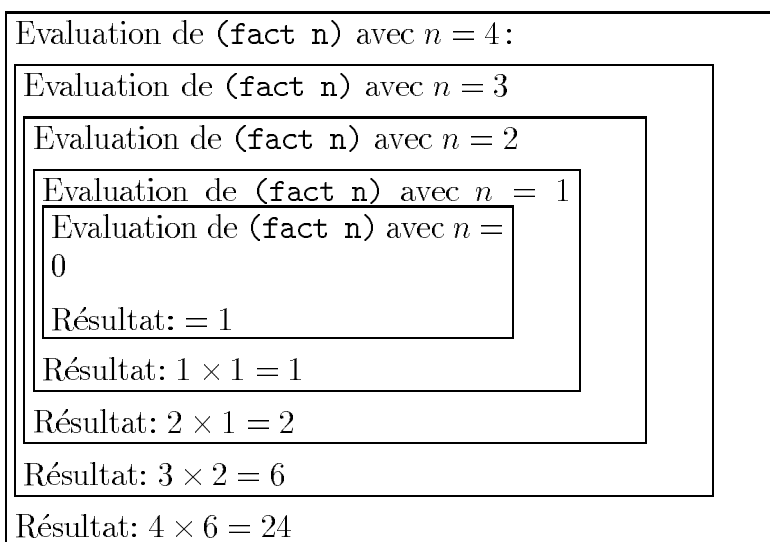 Evaluation de (fact n) avec n = 4:
Evaluation de (fact n) avec n = 3
Evaluation de (fact n) avec n = 2
Evaluation de (fact n) avec n = 1
Evaluation de (fact n) avec n =
0
Résultat: = 1
Résultat: 1 × 1 = 1
Résultat: 2 × 1 = 2
Résultat: 3 × 2 = 6
Résultat: 4 × 6 = 24